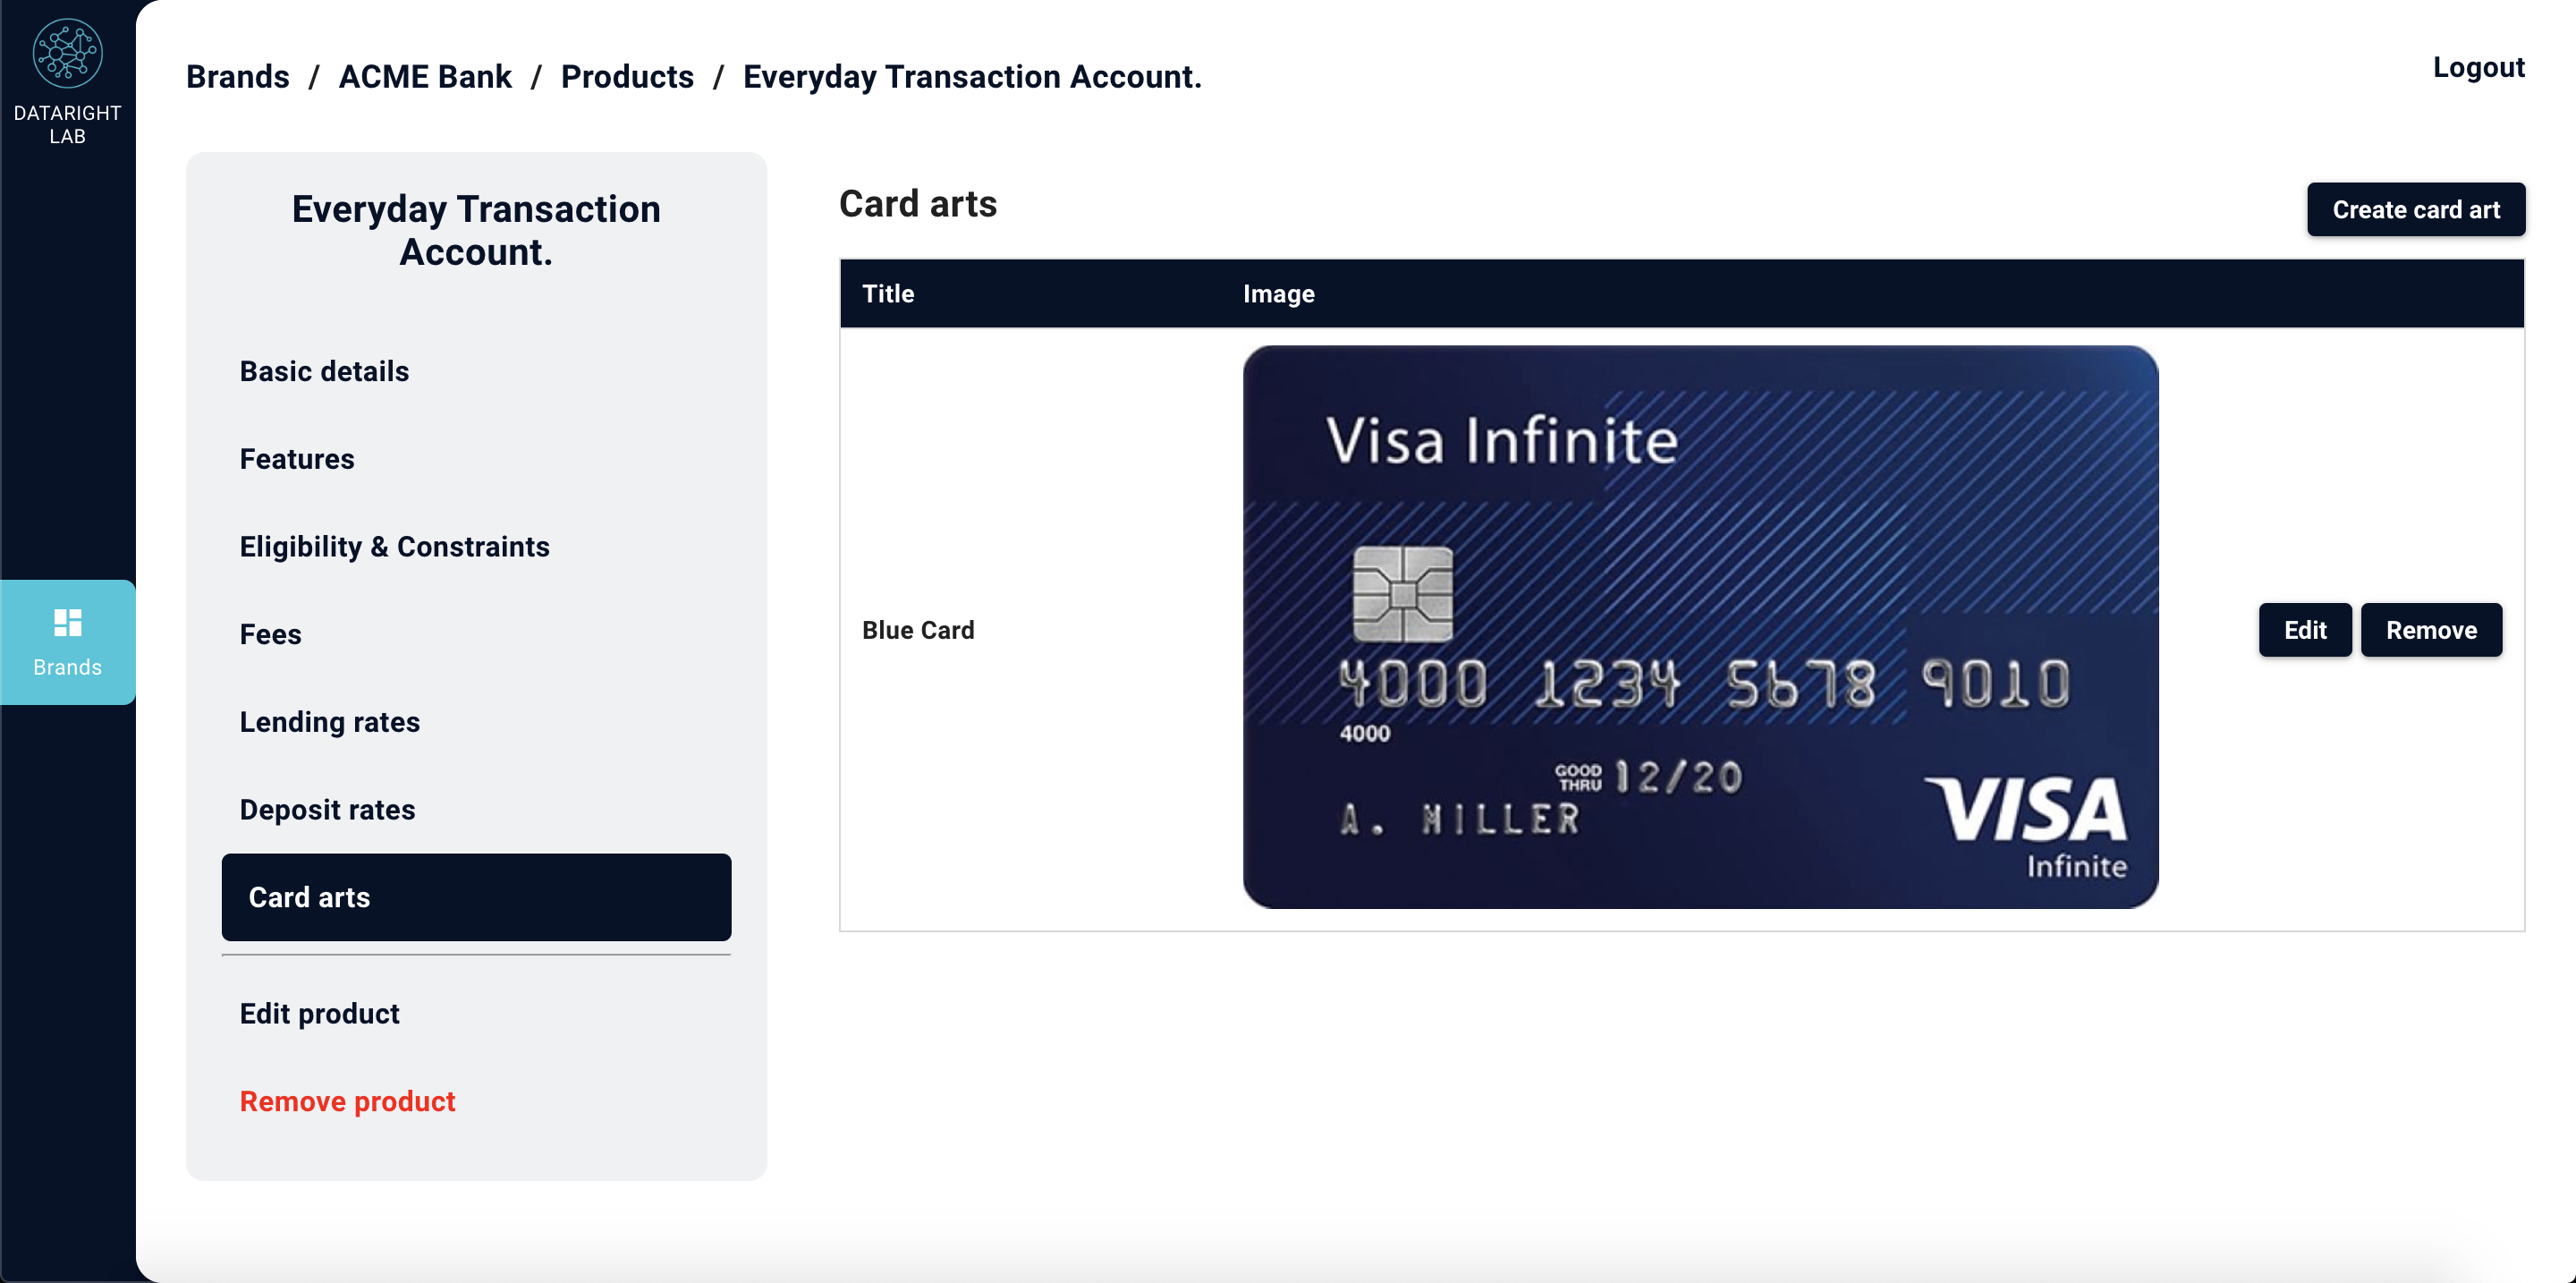 DATARIGHT
LAB
Brands
Brands / ACME Bank / Products / Everyday Transaction Account.
Logout
Everyday Transaction
Account.
Basic details
Features
Eligibility & Constraints
Fees
Lending rates
Deposit rates
Card arts
Edit product
Remove product
Card arts
Create card art
Title Image
Blue Card
Visa Infinite
4000 1234 5678 9010
4000
GOOD
THRU 12/20
A. MILLER
VISA
Infinite
Edit Remove